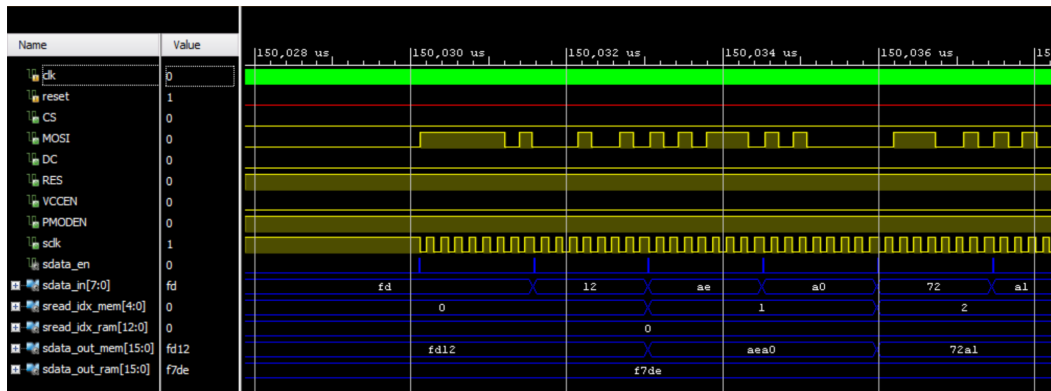 Name Value 150,028 us 150,030 us 150,032 us 150,034 us 150,036 us 15
clk 0
reset 1
CS 0
MOSI 0
DC 0
RES 0
VCCEN 0
PMODEN 0
sclk 1
sdata_en 0
sdata_in[7:0] fd fd 12 ae a0 72 a1
sread_idx_mem[4:0] 0 0 1 2
sread_idx_ram[12:0] 0 0
sdata_out_mem[15:0] fd12 fd12 aea0 72a1
sdata_out_ram[15:0] f7de f7de